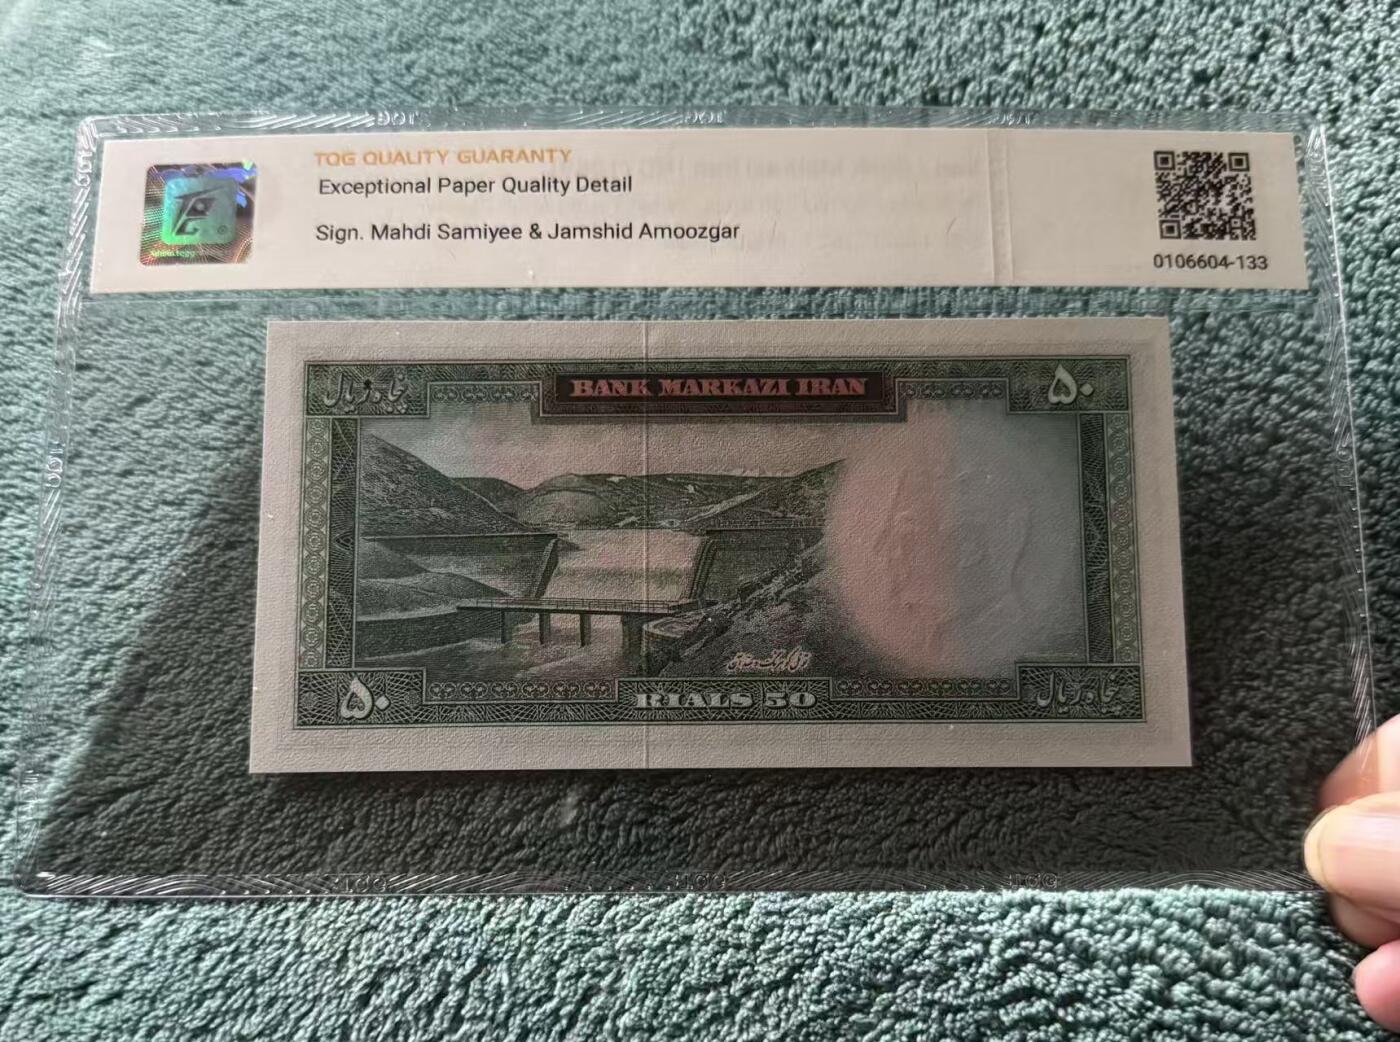 TQG QUALITY GUARANTY
Exceptional Paper Quality Detail
Sign. Mahdi Samiyee & Jamshid Amoozgar
0106604-133
پنجاه ریال
BANK MARKAZI IRAN
۵۰
۵۰
RIALS 50
پنجاه ریال